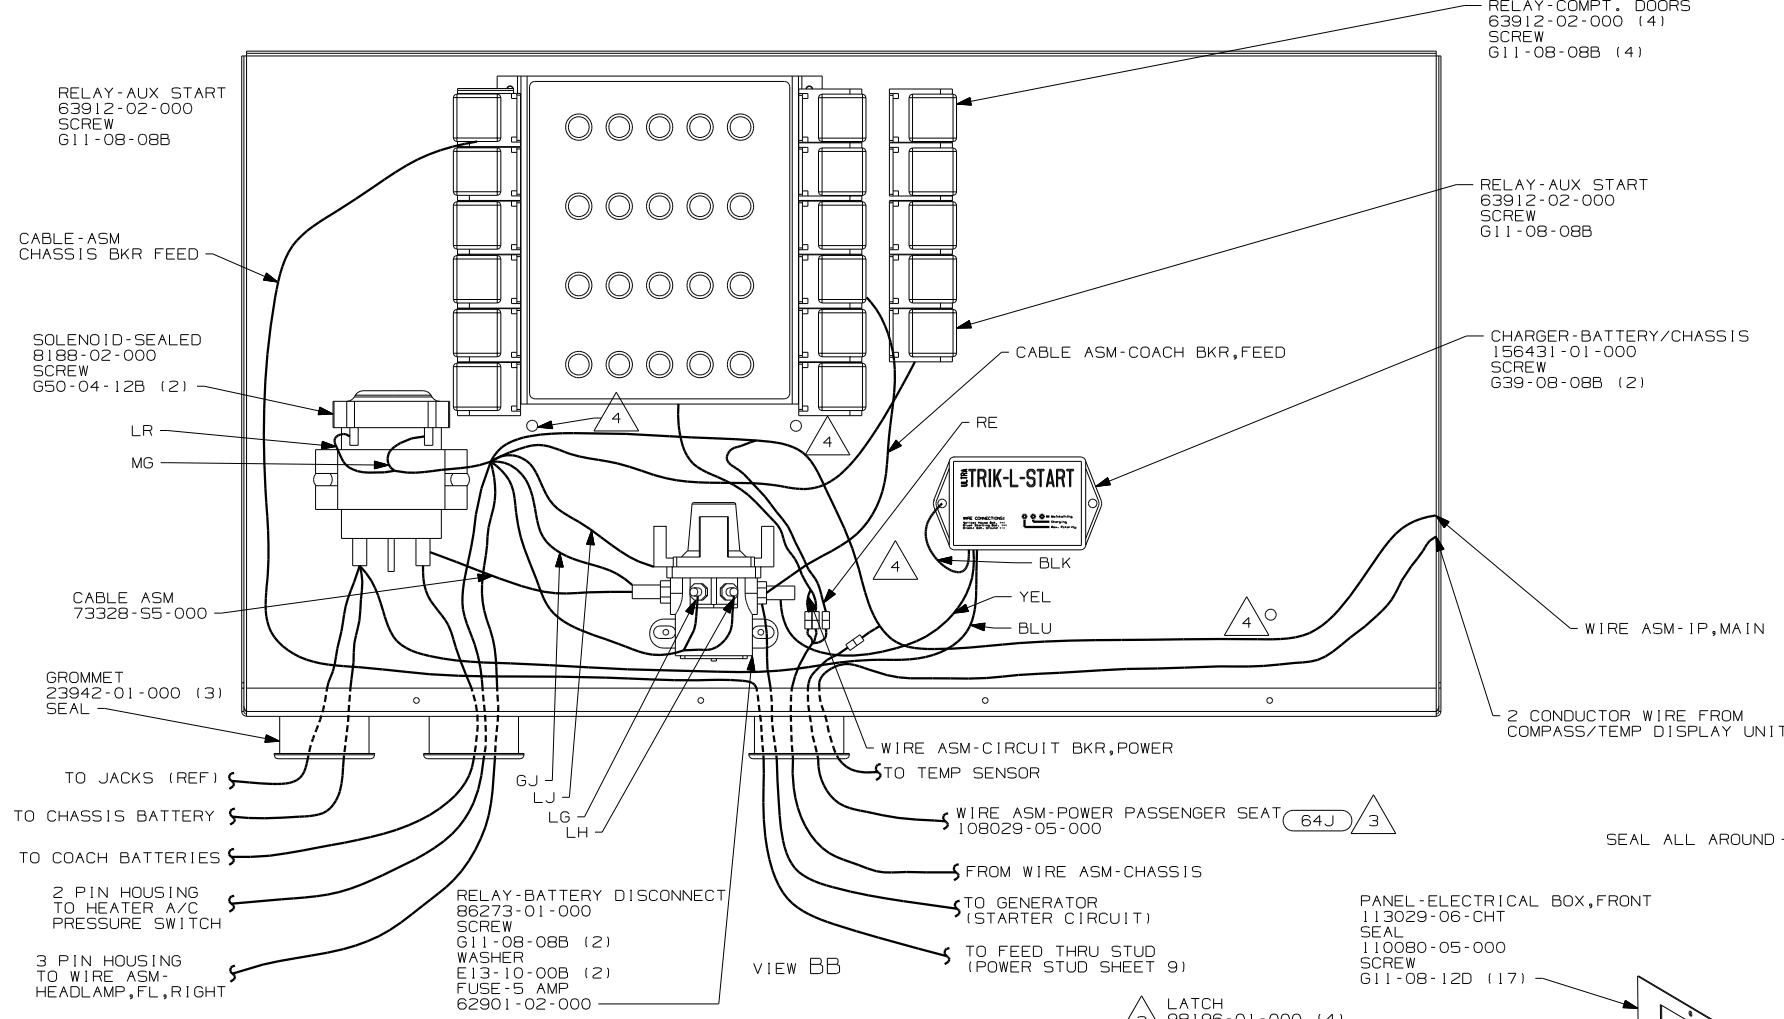 RELAY-COMPT. DOORS
63912-02-000 (4)
SCREW
G11-08-08B (4)
RELAY-AUX START
63912-02-000
SCREW
G11-08-08B
RELAY-AUX START
63912-02-000
SCREW
G11-08-08B
CABLE-ASM
CHASSIS BKR FEED
SOLENOID-SEALED
8188-02-000
SCREW
G50-04-12B (2)
CHARGER-BATTERY/CHASSIS
156431-01-000
SCREW
G39-08-08B (2)
CABLE ASM-COACH BKR,FEED
4
4
RE
LR
MG
ULTRA
TRIK-L-START
WIRE CONNECTIONS:
4
BLK
YEL
BLU
4
CABLE ASM
73328-S5-000
WIRE ASM-IP,MAIN
GROMMET
23942-01-000 (3)
SEAL
2 CONDUCTOR WIRE FROM
COMPASS/TEMP DISPLAY UNIT
WIRE ASM-CIRCUIT BKR,POWER
TO TEMP SENSOR
TO JACKS (REF)
GJ
LJ
LG
LH
TO CHASSIS BATTERY
WIRE ASM-POWER PASSENGER SEAT
108029-05-000
64J
3
SEAL ALL AROUND
TO COACH BATTERIES
FROM WIRE ASM-CHASSIS
2 PIN HOUSING
TO HEATER A/C
PRESSURE SWITCH
RELAY-BATTERY DISCONNECT
86273-01-000
SCREW
G11-08-08B (2)
WASHER
E13-10-00B (2)
FUSE-5 AMP
62901-02-000
TO GENERATOR
(STARTER CIRCUIT)
PANEL-ELECTRICAL BOX,FRONT
113029-06-CHT
SEAL
110080-05-000
SCREW
G11-08-12D (17)
3 PIN HOUSING
TO WIRE ASM-
HEADLAMP,FL,RIGHT
VIEW BB
TO FEED THRU STUD
(POWER STUD SHEET 9)
LATCH